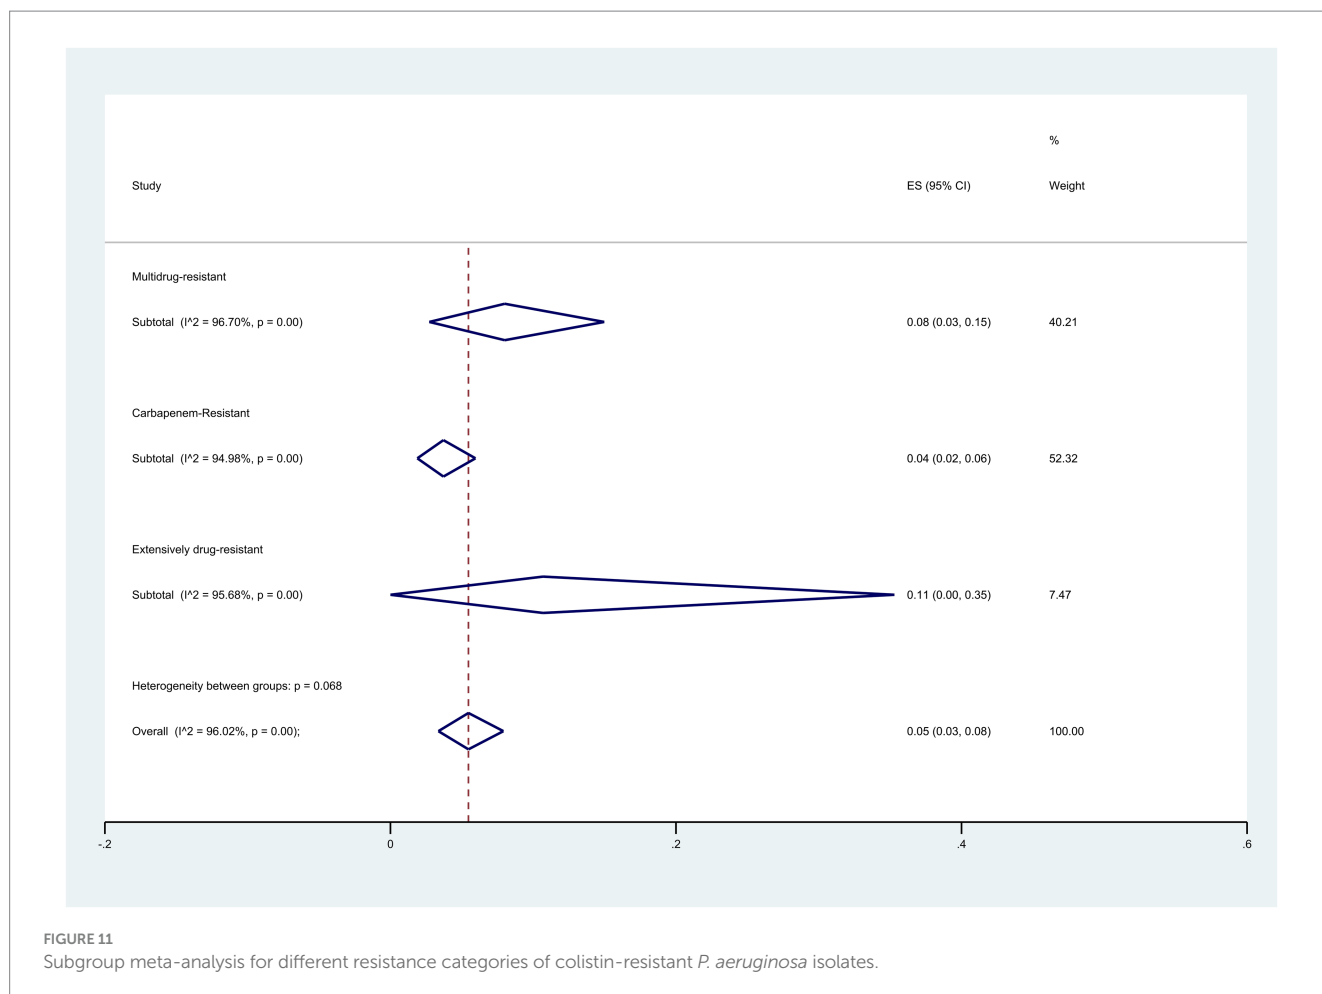 %
Study ES (95% CI) Weight
Multidrug-resistant
Subtotal (I^2 = 96.70%, p = 0.00) 0.08 (0.03, 0.15) 40.21
Carbapenem-Resistant
Subtotal (I^2 = 94.98%, p = 0.00) 0.04 (0.02, 0.06) 52.32
Extensively drug-resistant
Subtotal (I^2 = 95.68%, p = 0.00) 0.11 (0.00, 0.35) 7.47
Heterogeneity between groups: p = 0.068
Overall (I^2 = 96.02%, p = 0.00); 0.05 (0.03, 0.08) 100.00
-.2 0 .2 .4 .6
FIGURE 11
Subgroup meta-analysis for different resistance categories of colistin-resistant P. aeruginosa isolates.